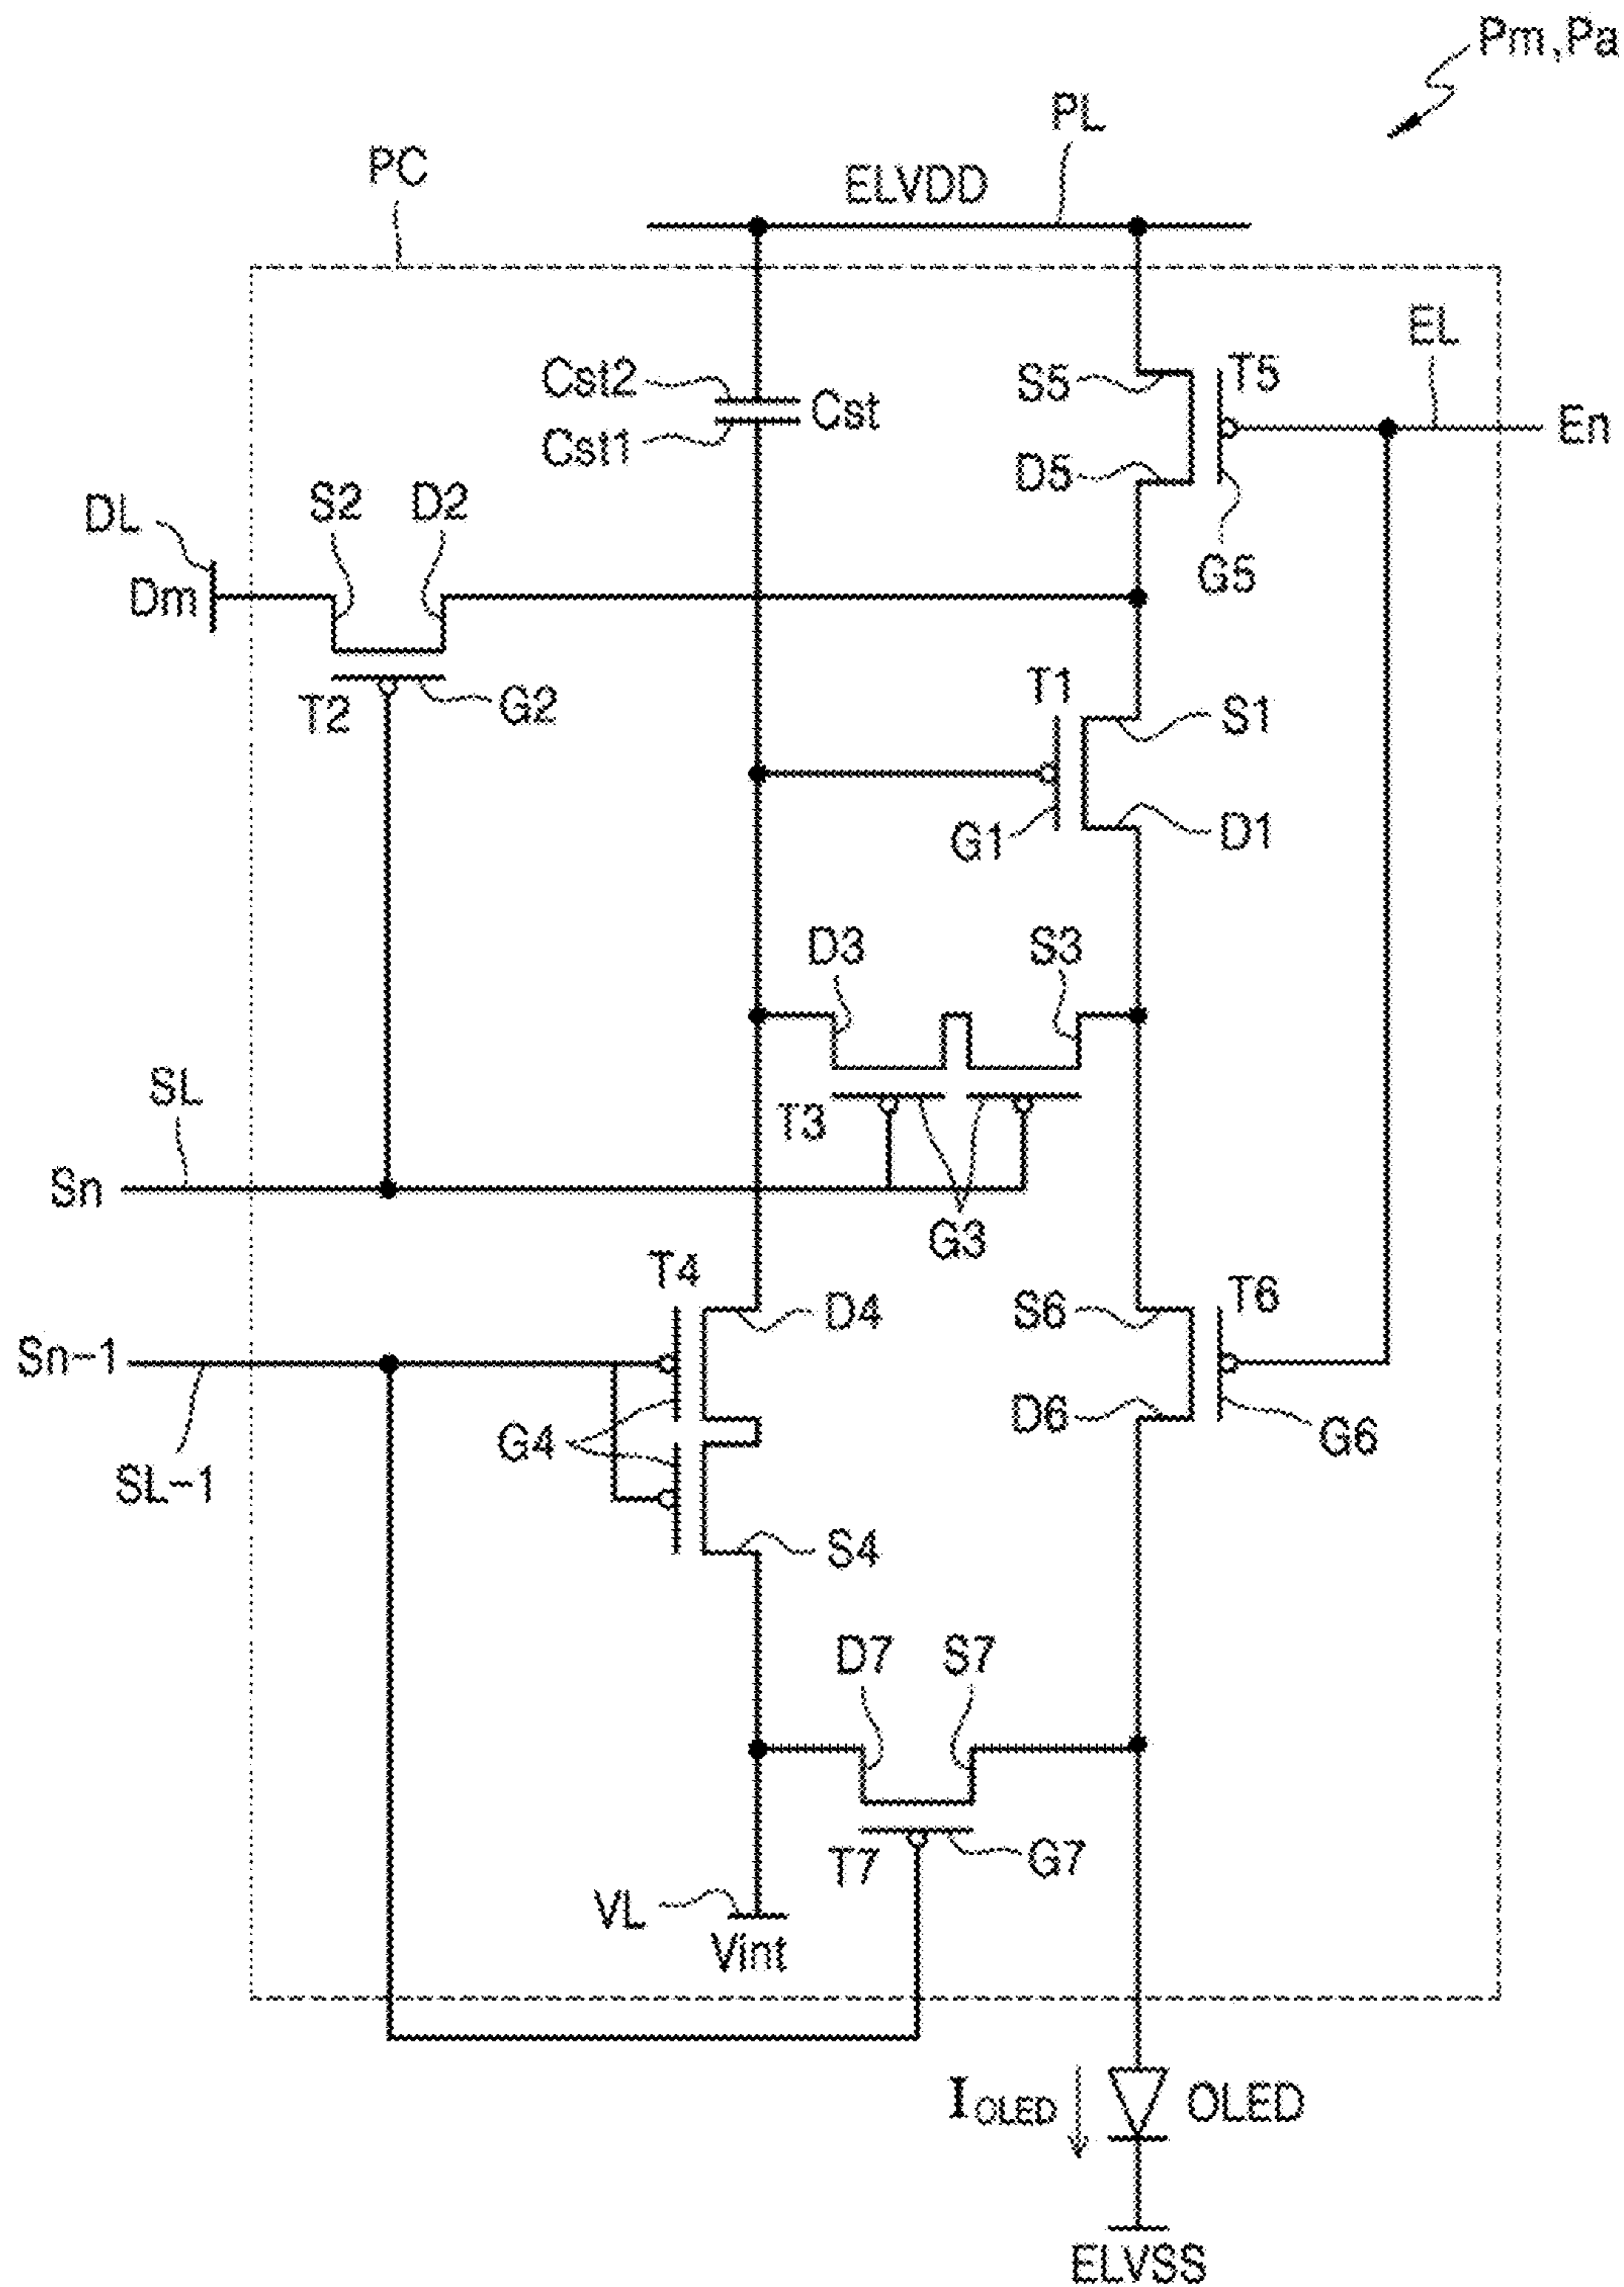 Pm,Pa
PL
PC
ELVDD
EL
Cst2
Cst
Cst1
S5
T5
En
D5
DL
S2
D2
G5
Dm
T2
G2
T1
S1
G1
D1
D3
S3
SL
T3
Sn
G3
T4
D4
S6
T6
Sn-1
G4
D6
G6
SL-1
S4
D7
S7
T7
G7
VL
Vint
IOLED
OLED
ELVSS